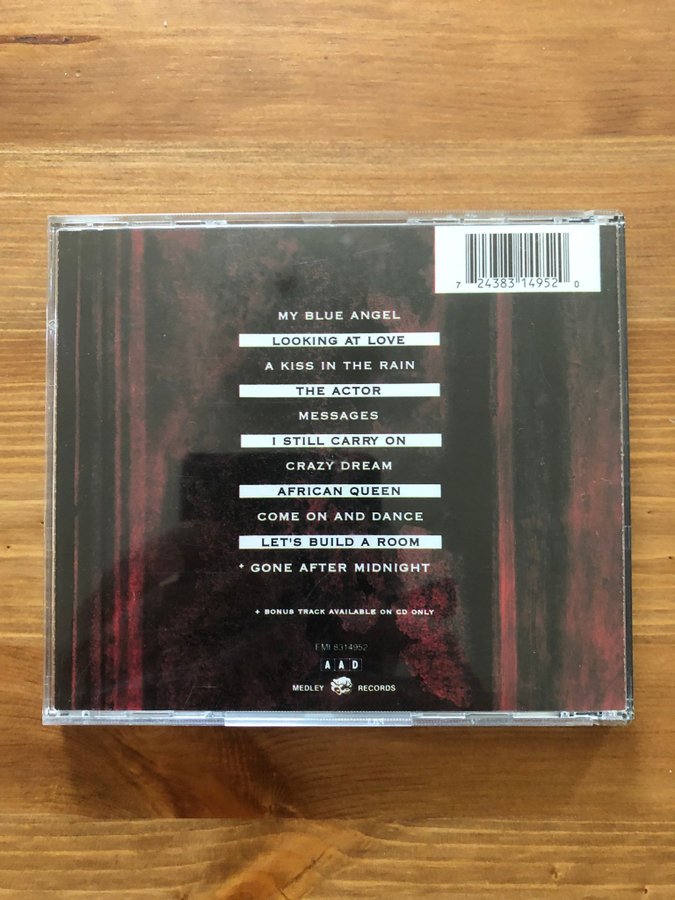 7 24383 14952 0
MY BLUE ANGEL
LOOKING AT LOVE
A KISS IN THE RAIN
THE ACTOR
MESSAGES
I STILL CARRY ON
CRAZY DREAM
AFRICAN QUEEN
COME ON AND DANCE
LET'S BUILD A ROOM
+ GONE AFTER MIDNIGHT
+ BONUS TRACK AVAILABLE ON CD ONLY
EMI 8314952
AAD
MEDLEY RECORDS